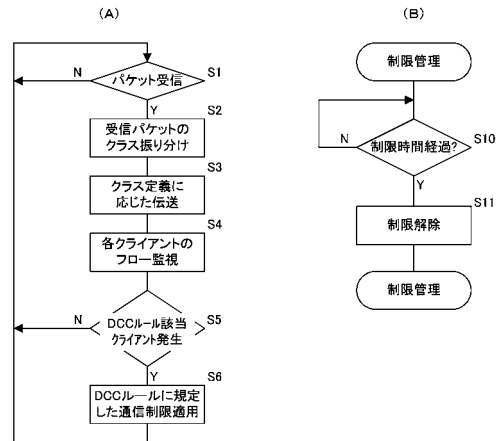 (A)
パケット受信
S1
N
Y
S2
受信パケットの
クラス振り分け
S3
クラス定義に
応じた伝送
S4
各クライアントの
フロー監視
S5
N
DCCルール該当
クライアント発生
Y
S6
DCCルールに規定
した通信制限適用
(B)
制限管理
N
制限時間経過?
S10
Y
S11
制限解除
制限管理